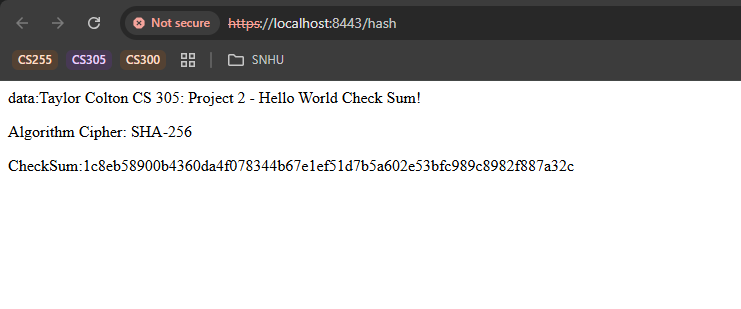 Not secure https://localhost:8443/hash
CS255 CS305 CS300 SNHU
data:Taylor Colton CS 305: Project 2 - Hello World Check Sum!
Algorithm Cipher: SHA-256
CheckSum:1c8eb58900b4360da4f078344b67e1ef51d7b5a602e53bfc989c8982f887a32c